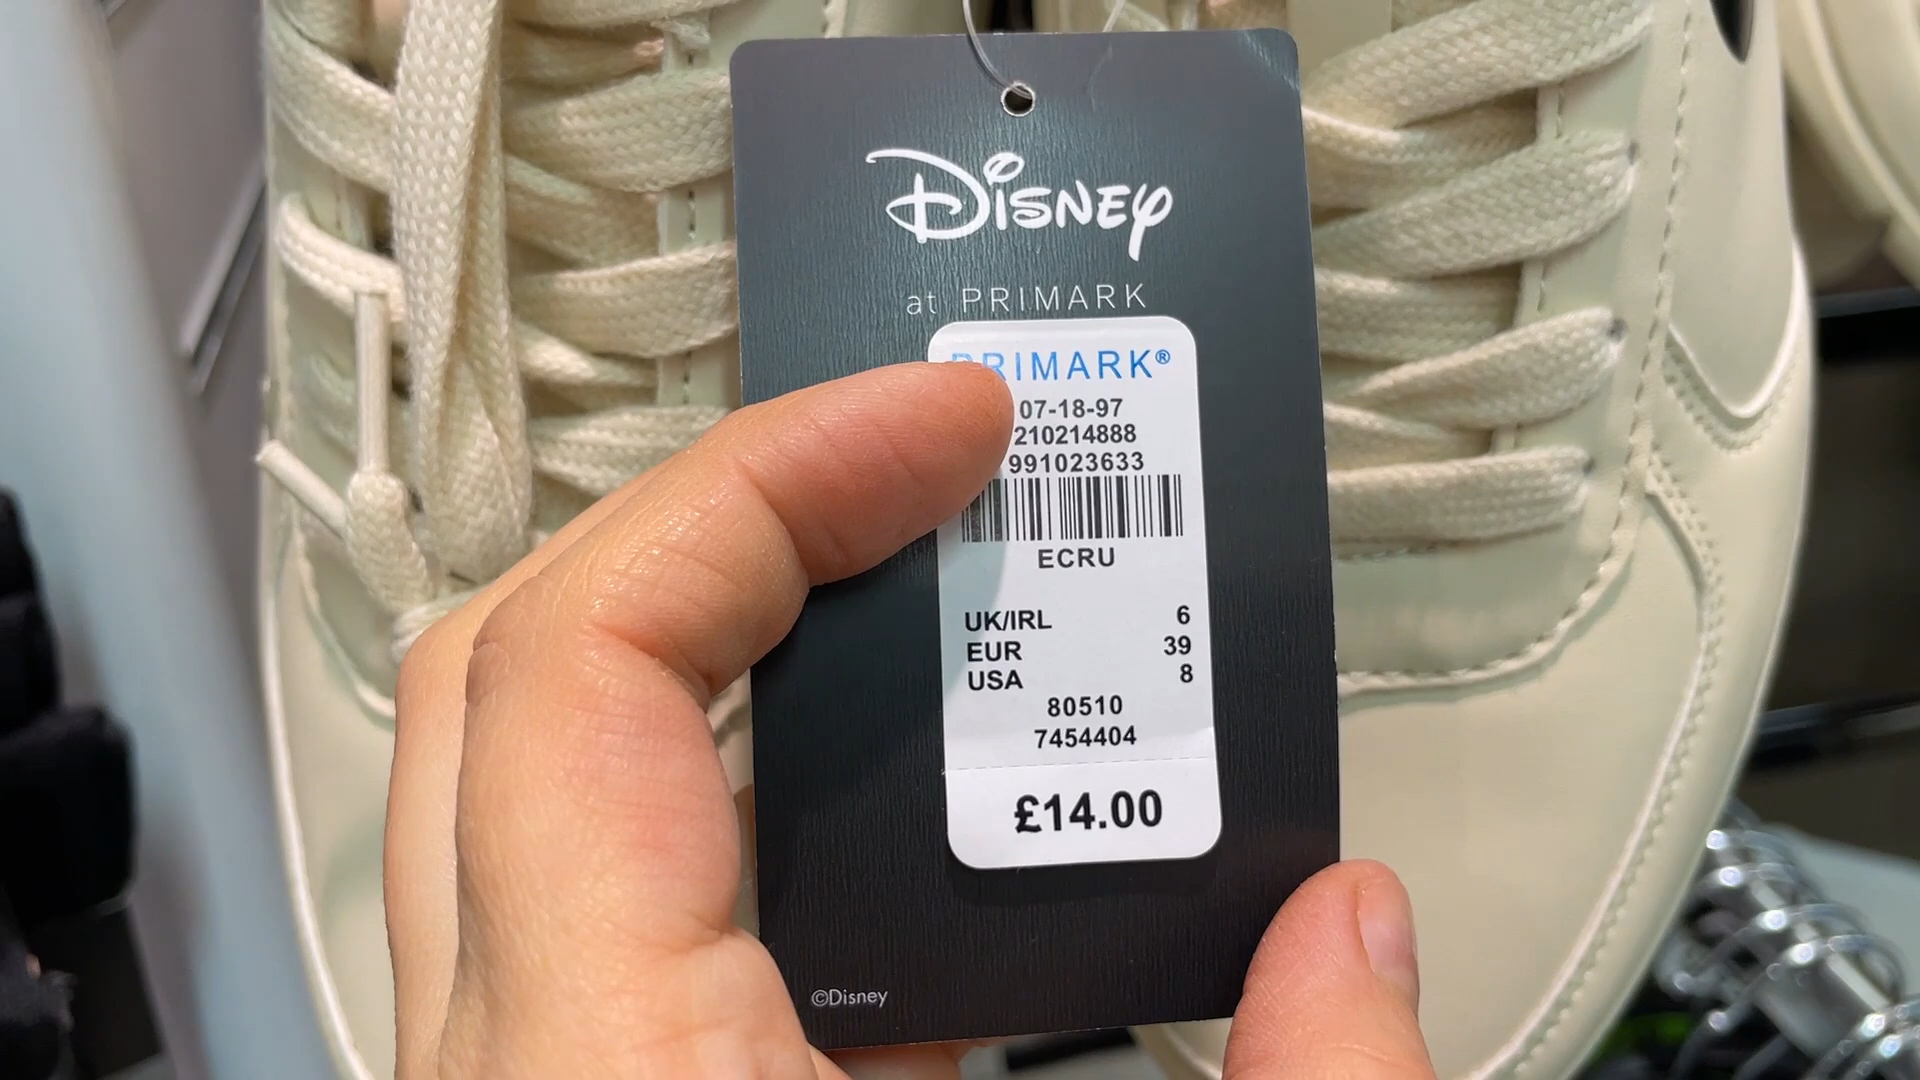 Disney
at PRIMARK
PRIMARK®
07-18-97
210214888
991023633
ECRU
UK/IRL 6
EUR 39
USA 8
80510
7454404
£14.00
©Disney